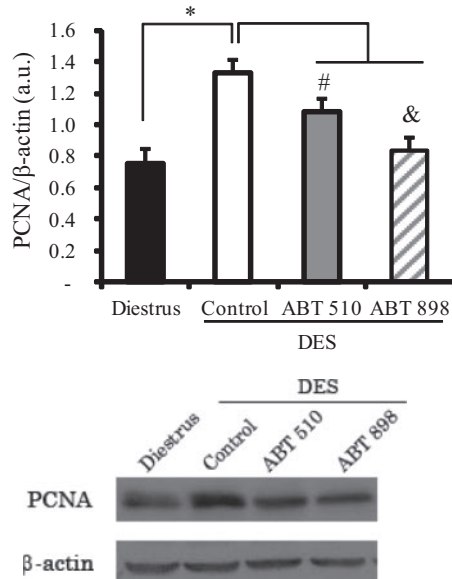 *
1.6
1.4
1.2
1.0
0.8
0.6
0.4
0.2
-
PCNA/β-actin (a.u.)
#
&
Diestrus Control ABT 510 ABT 898
DES
DES
Diestrus Control ABT 510 ABT 898
PCNA
β-actin